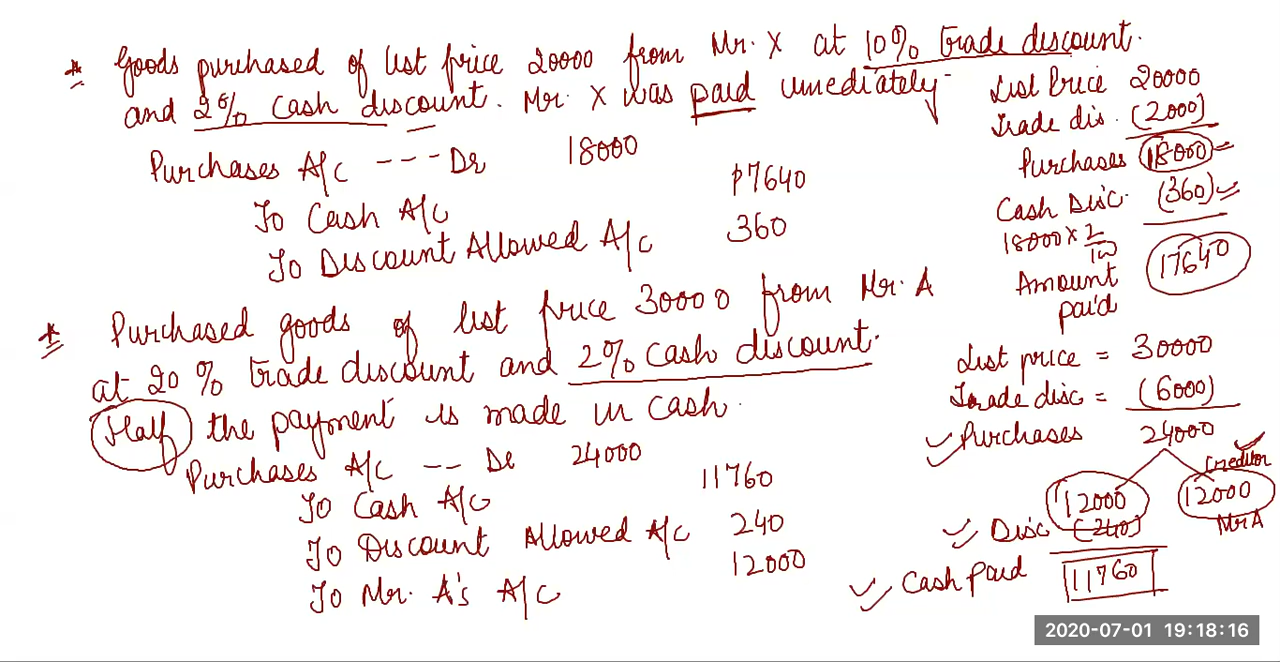 * Goods purchased of list price 20000 from Mr. X at 10% trade discount.
and 2% cash discount. Mr. X was paid immediately
Purchases A/c --- Dr 18000
To Cash A/c 17640
To Discount Allowed A/c 360
List Price 20000
Trade dis. (2000)
Purchases 18000
Cash Disc. (360)
18000 x 2/100
Amount paid 17640
* Purchased goods of list price 30000 from Mr. A
at 20% trade discount and 2% cash discount.
Half the payment is made in cash.
Purchases A/c -- Dr 24000
To Cash A/c 11760
To Discount Allowed A/c 240
To Mr. A's A/c 12000
List price = 30000
Trade disc = (6000)
Purchases 24000
Creditor
12000 12000
Disc (240) Mr A
Cash Paid 11760
2020-07-01 19:18:16